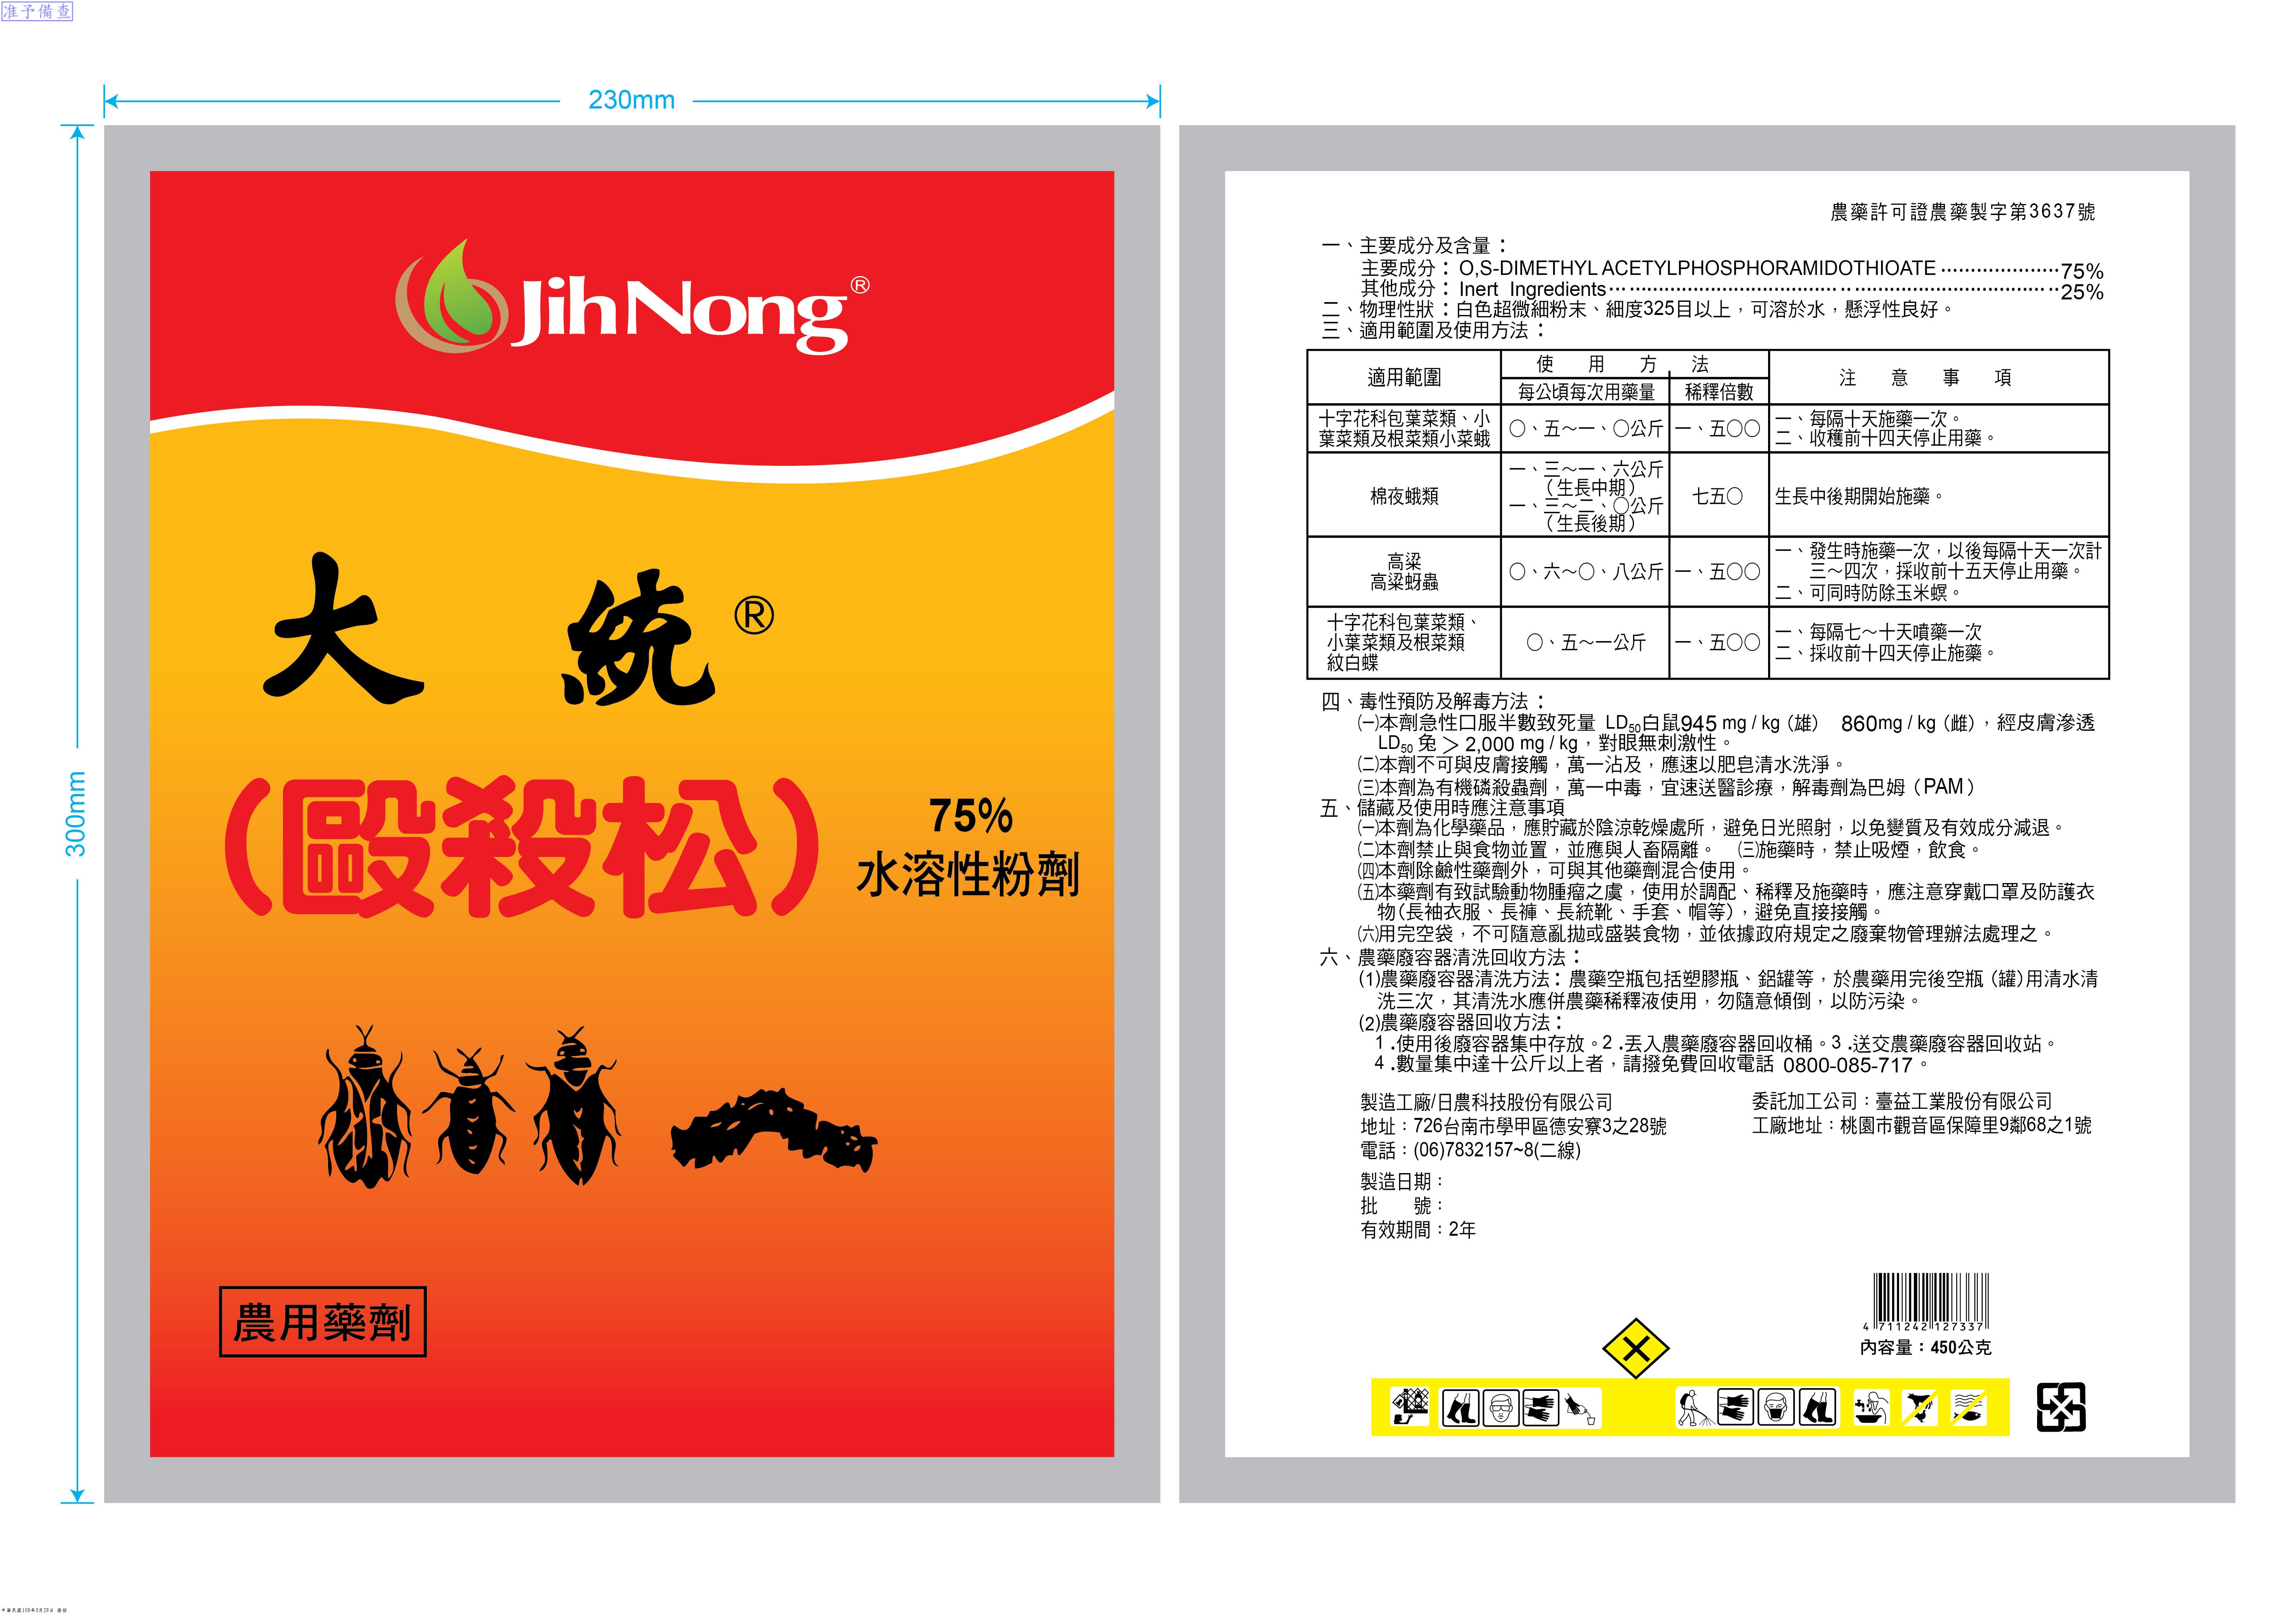 准予備查
230mm
300mm
JihNong®
大統®
(毆殺松)
75%
水溶性粉劑
農用藥劑
農藥許可證農藥製字第3637號
一、主要成分及含量：
主要成分：O,S-DIMETHYL ACETYLPHOSPHORAMIDOTHIOATE ···················· 75%
其他成分：Inert Ingredients ···················· 25%
二、物理性狀：白色超微細粉末、細度325目以上，可溶於水，懸浮性良好。
三、適用範圍及使用方法：
適用範圍 使用方法 注意事項
每公頃每次用藥量 稀釋倍數
十字花科包葉菜類、小
葉菜類及根菜類小菜蛾
〇、五～一、〇公斤
一、五〇〇
一、每隔十天施藥一次。
二、收穫前十四天停止用藥。
棉夜蛾類
一、三～一、六公斤
（生長中期）
一、三～二、〇公斤
（生長後期）
七五〇
生長中後期開始施藥。
高粱
高粱蚜蟲
〇、六～〇、八公斤
一、五〇〇
一、發生時施藥一次，以後每隔十天一次計
三～四次，採收前十五天停止用藥。
二、可同時防除玉米螟。
十字花科包葉菜類、
小葉菜類及根菜類
紋白蝶
〇、五～一公斤
一、五〇〇
一、每隔七～十天噴藥一次
二、採收前十四天停止施藥。
四、毒性預防及解毒方法：
㈠本劑急性口服半數致死量 LD50白鼠945 mg / kg（雄） 860mg / kg（雌），經皮膚滲透
LD50 兔＞2,000 mg / kg，對眼無刺激性。
㈡本劑不可與皮膚接觸，萬一沾及，應速以肥皂清水洗淨。
㈢本劑為有機磷殺蟲劑，萬一中毒，宜速送醫診療，解毒劑為巴姆（PAM）
五、儲藏及使用時應注意事項
㈠本劑為化學藥品，應貯藏於陰涼乾燥處所，避免日光照射，以免變質及有效成分減退。
㈡本劑禁止與食物並置，並應與人畜隔離。 ㈢施藥時，禁止吸煙，飲食。
㈣本劑除鹼性藥劑外，可與其他藥劑混合使用。
㈤本藥劑有致試驗動物腫瘤之虞，使用於調配、稀釋及施藥時，應注意穿戴口罩及防護衣
物（長袖衣服、長褲、長統靴、手套、帽等），避免直接接觸。
㈥用完空袋，不可隨意亂拋或盛裝食物，並依據政府規定之廢棄物管理辦法處理之。
六、農藥廢容器清洗回收方法：
(1)農藥廢容器清洗方法：農藥空瓶包括塑膠瓶、鋁罐等，於農藥用完後空瓶（罐）用清水清
洗三次，其清洗水應併農藥稀釋液使用，勿隨意傾倒，以防污染。
(2)農藥廢容器回收方法：
1.使用後廢容器集中存放。2.丟入農藥廢容器回收桶。3.送交農藥廢容器回收站。
4.數量集中達十公斤以上者，請撥免費回收電話 0800-085-717。
製造工廠/日農科技股份有限公司
地址：726台南市學甲區德安寮3之28號
電話：(06)7832157~8(二線)
委託加工公司：臺益工業股份有限公司
工廠地址：桃園市觀音區保障里9鄰68之1號
製造日期：
批　　號：
有效期間：2年
4 711242 127337
內容量：450公克